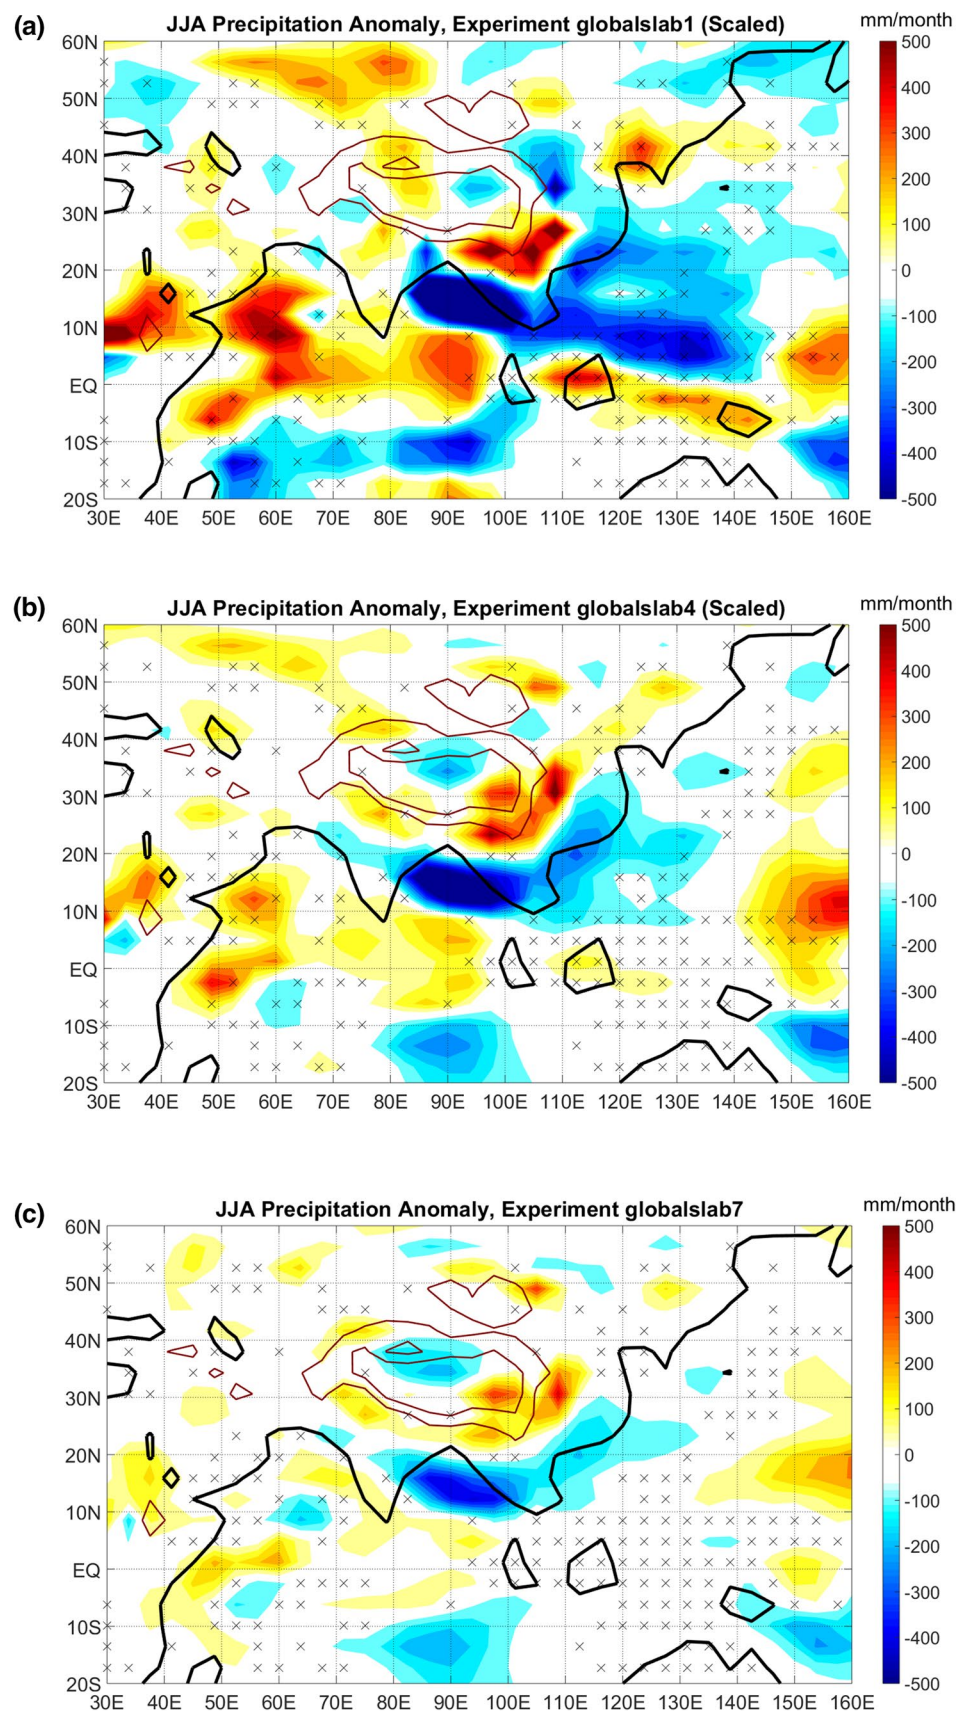 (a)
JJA Precipitation Anomaly, Experiment globalslab1 (Scaled)
mm/month
60N
50N
40N
30N
20N
10N
EQ
10S
20S
30E 40E 50E 60E 70E 80E 90E 100E 110E 120E 130E 140E 150E 160E
500
400
300
200
100
0
-100
-200
-300
-400
-500
(b)
JJA Precipitation Anomaly, Experiment globalslab4 (Scaled)
mm/month
60N
50N
40N
30N
20N
10N
EQ
10S
20S
30E 40E 50E 60E 70E 80E 90E 100E 110E 120E 130E 140E 150E 160E
500
400
300
200
100
0
-100
-200
-300
-400
-500
(c)
JJA Precipitation Anomaly, Experiment globalslab7
mm/month
60N
50N
40N
30N
20N
10N
EQ
10S
20S
30E 40E 50E 60E 70E 80E 90E 100E 110E 120E 130E 140E 150E 160E
500
400
300
200
100
0
-100
-200
-300
-400
-500